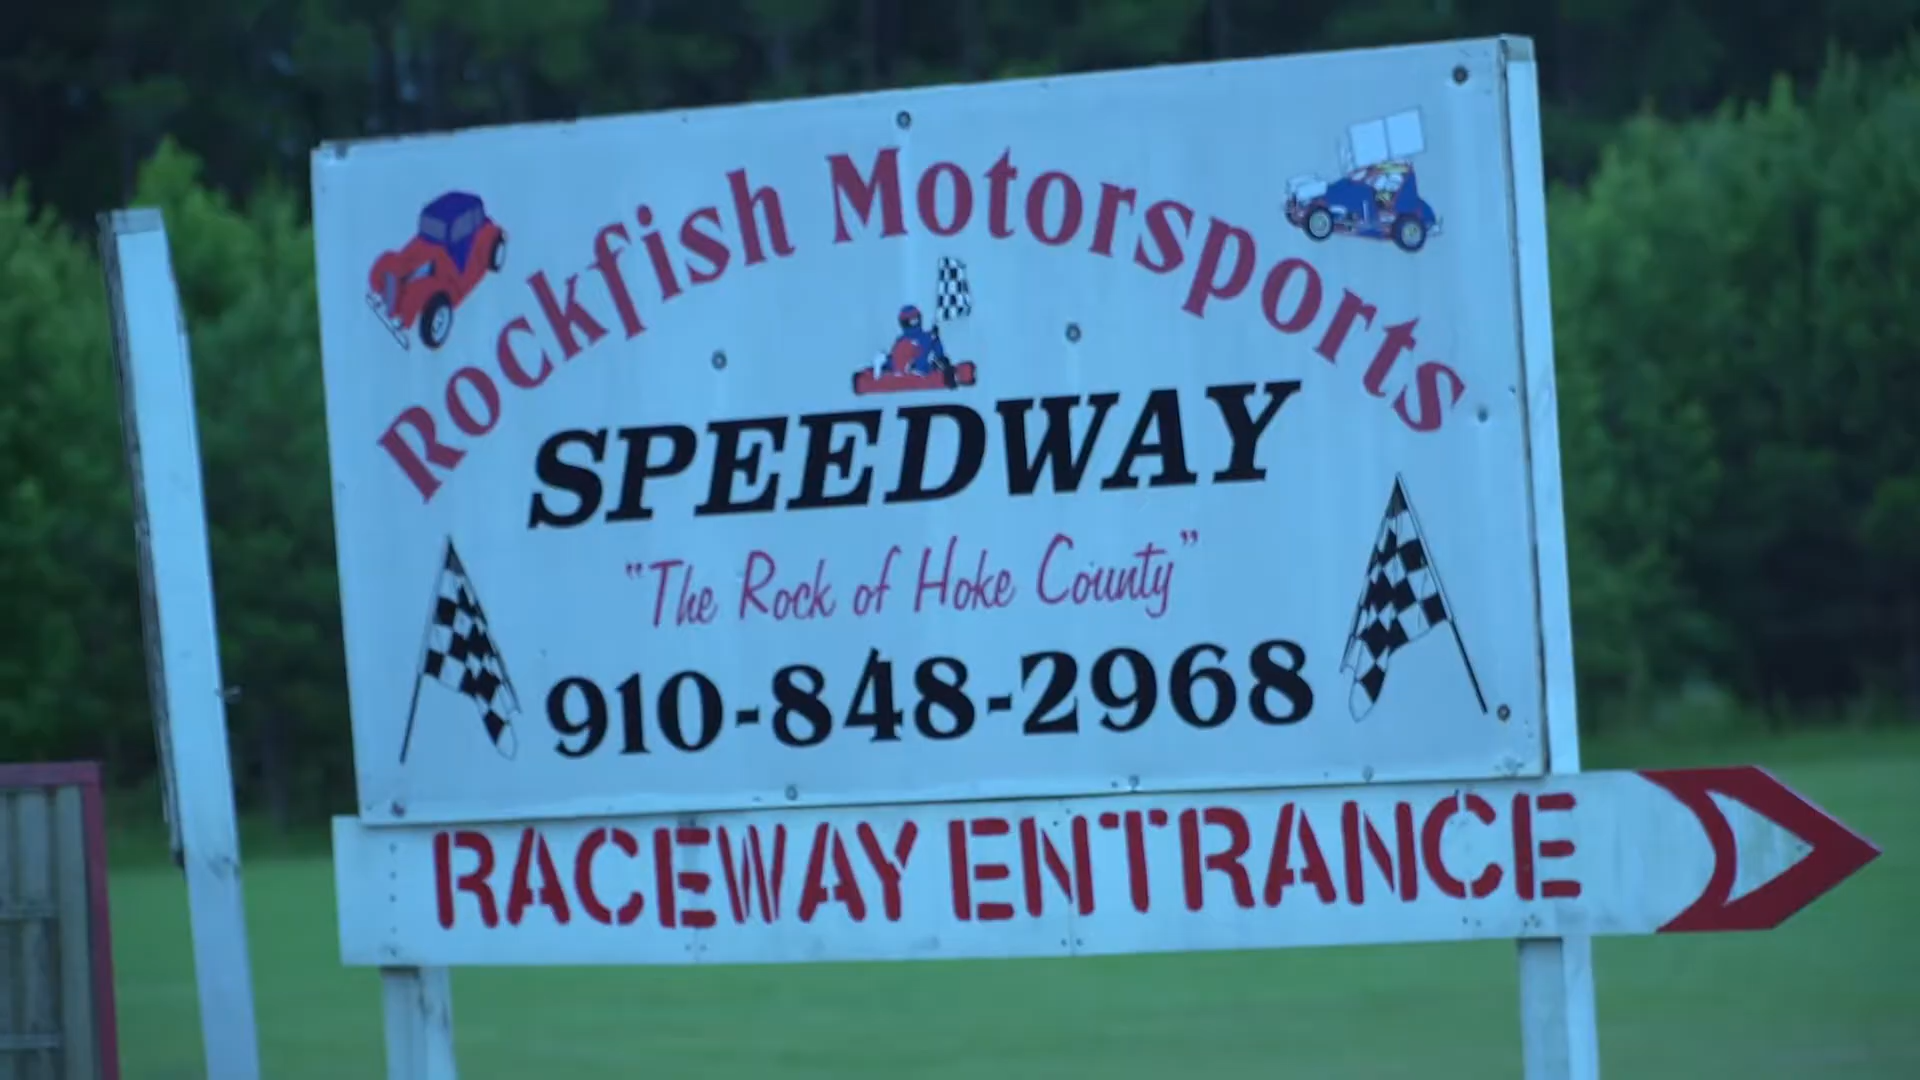 Rockfish Motorsports
SPEEDWAY
"The Rock of Hoke County"
910-848-2968
RACEWAY ENTRANCE